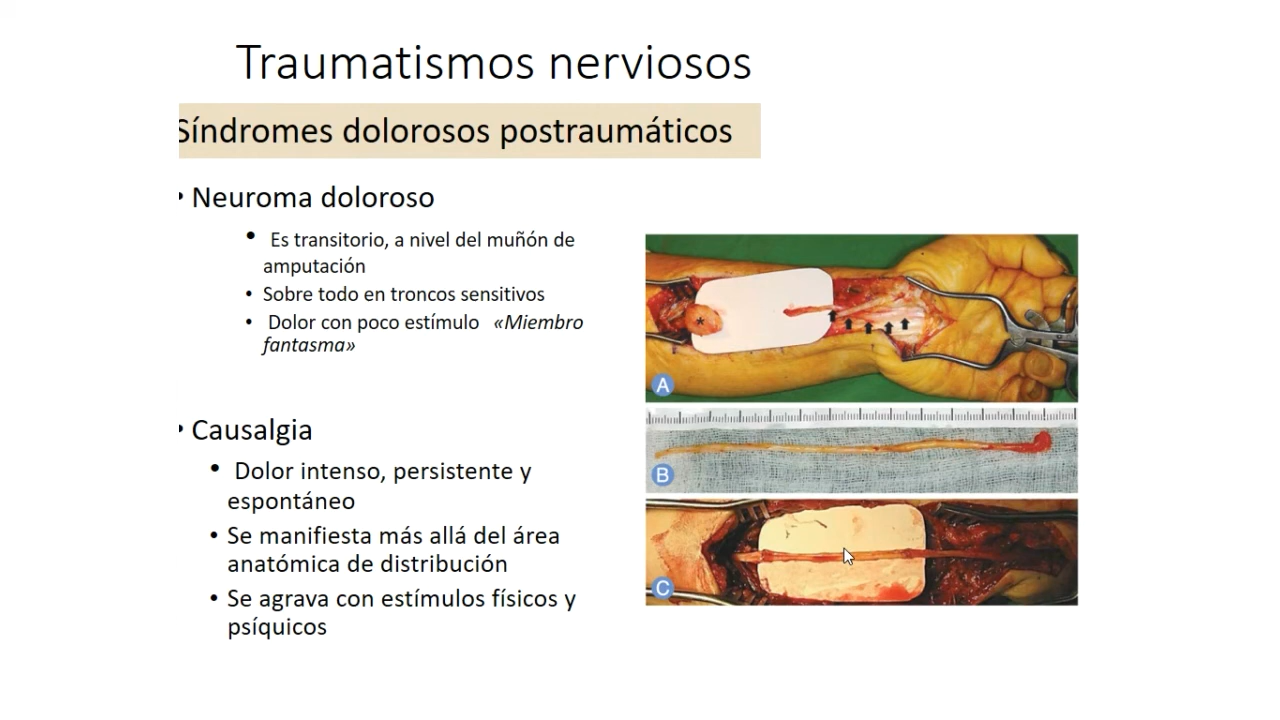 Traumatismos nerviosos
Síndromes dolorosos postraumáticos
• Neuroma doloroso
• Es transitorio, a nivel del muñón de
amputación
• Sobre todo en troncos sensitivos
• Dolor con poco estímulo «Miembro
fantasma»
• Causalgia
• Dolor intenso, persistente y
espontáneo
• Se manifiesta más allá del área
anatómica de distribución
• Se agrava con estímulos físicos y
psíquicos
*
A
B
C